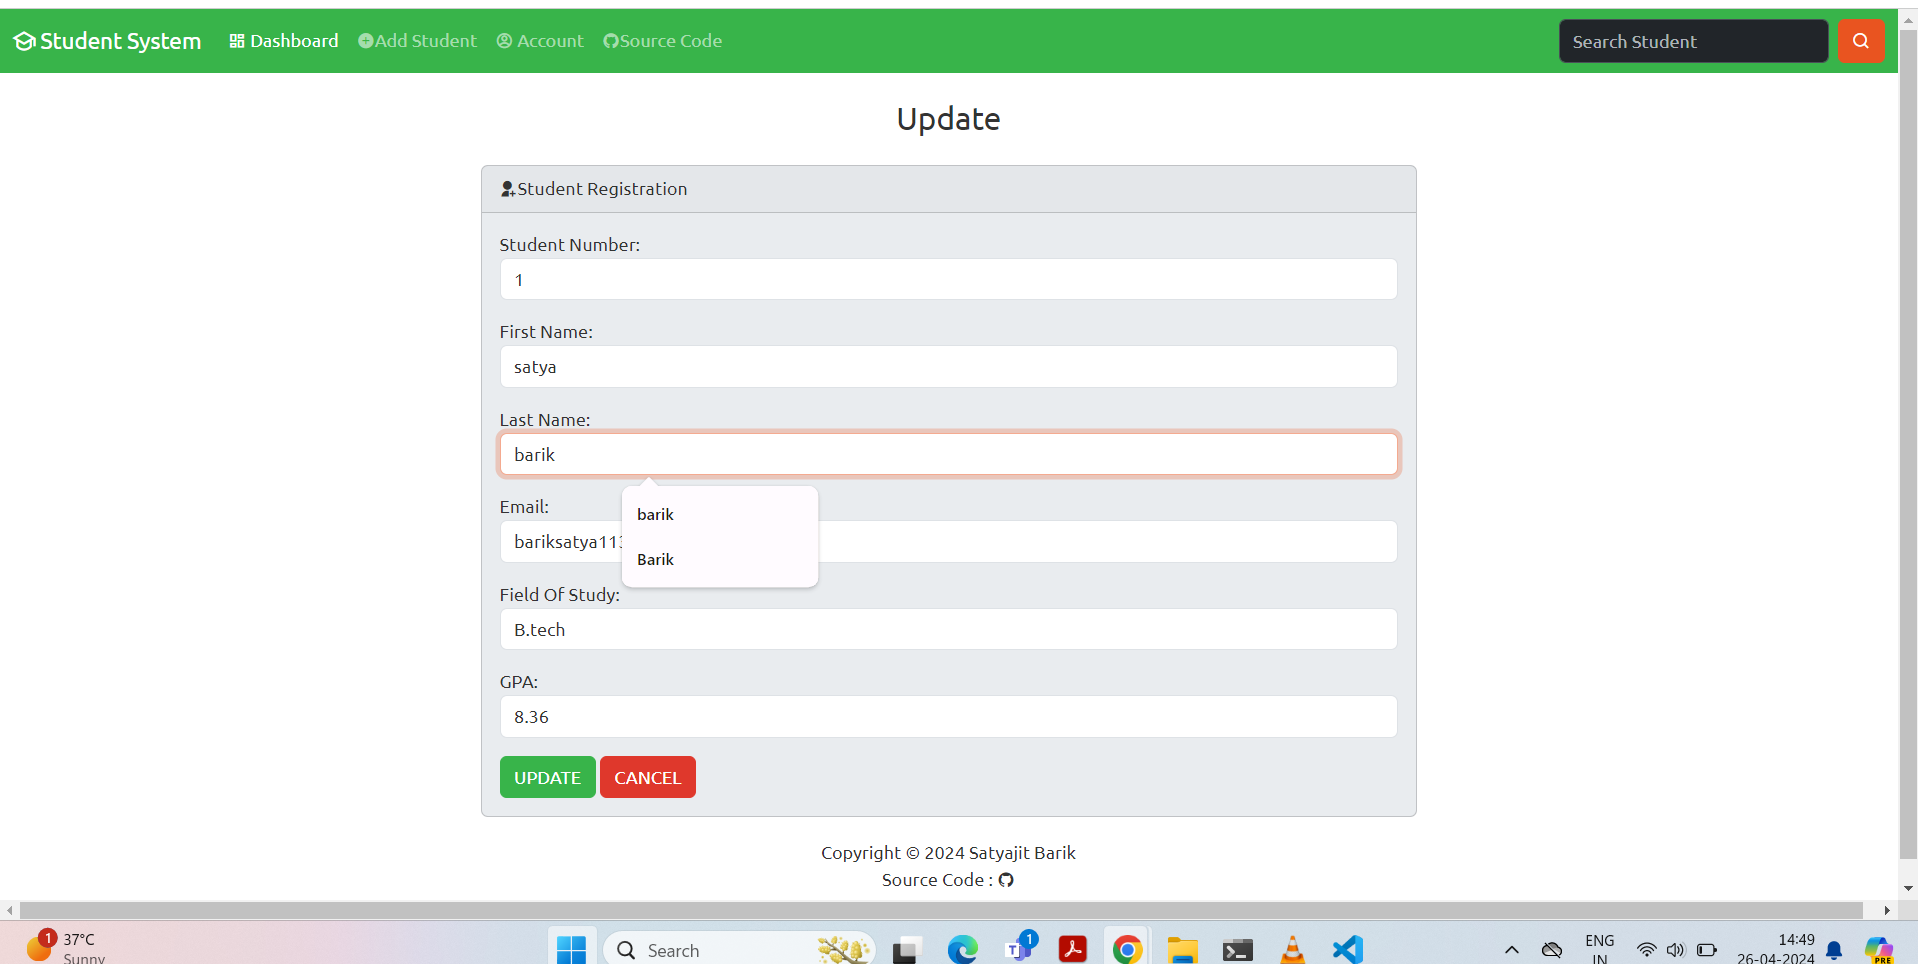 Student System Dashboard Add Student Account Source Code Search Student
Update
Student Registration
Student Number:
1
First Name:
satya
Last Name:
barik
barik
Barik
Email:
bariksatya113
Field Of Study:
B.tech
GPA:
8.36
UPDATE CANCEL
Copyright © 2024 Satyajit Barik
Source Code :
1 37°C
Sunny
Search
T 1
ENG
IN
14:49
26-04-2024
PRE